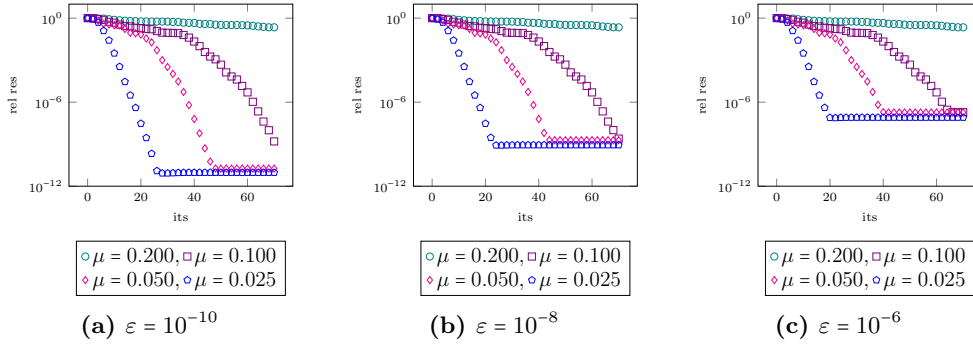 10^0
10^−6
10^−12
rel res
0 20 40 60
its
μ = 0.200, μ = 0.100
μ = 0.050, μ = 0.025
(a) ε = 10^−10
10^0
10^−6
10^−12
rel res
0 20 40 60
its
μ = 0.200, μ = 0.100
μ = 0.050, μ = 0.025
(b) ε = 10^−8
10^0
10^−6
10^−12
rel res
0 20 40 60
its
μ = 0.200, μ = 0.100
μ = 0.050, μ = 0.025
(c) ε = 10^−6